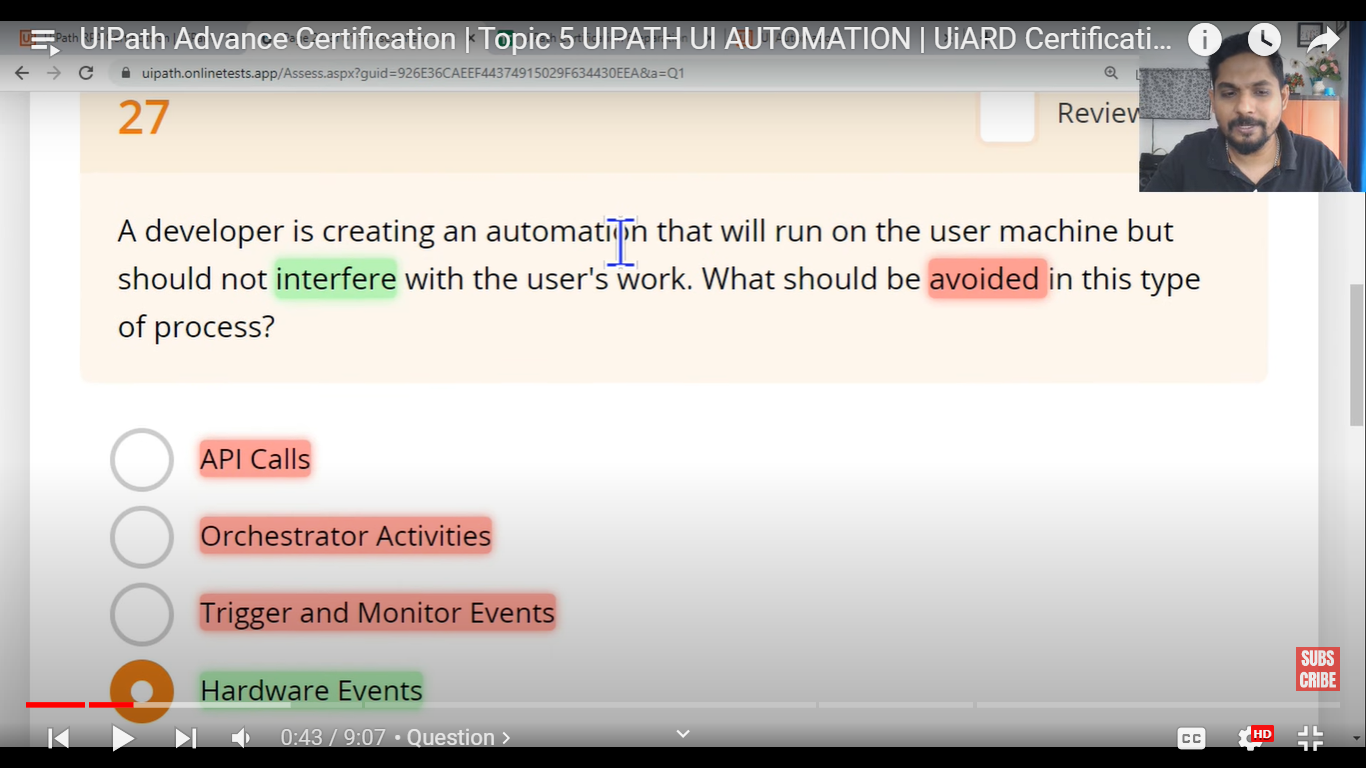 UiPath Advance Certification | Topic 5 UIPATH UI AUTOMATION | UiARD Certificati...
uipath.onlinetests.app/Assess.aspx?guid=926E36CAEEF44374915029F634430EEA&a=Q1
27
Review
A developer is creating an automation that will run on the user machine but
should not interfere with the user's work. What should be avoided in this type
of process?
API Calls
Orchestrator Activities
Trigger and Monitor Events
Hardware Events
SUBS
CRIBE
0:43 / 9:07 • Question >
CC
HD